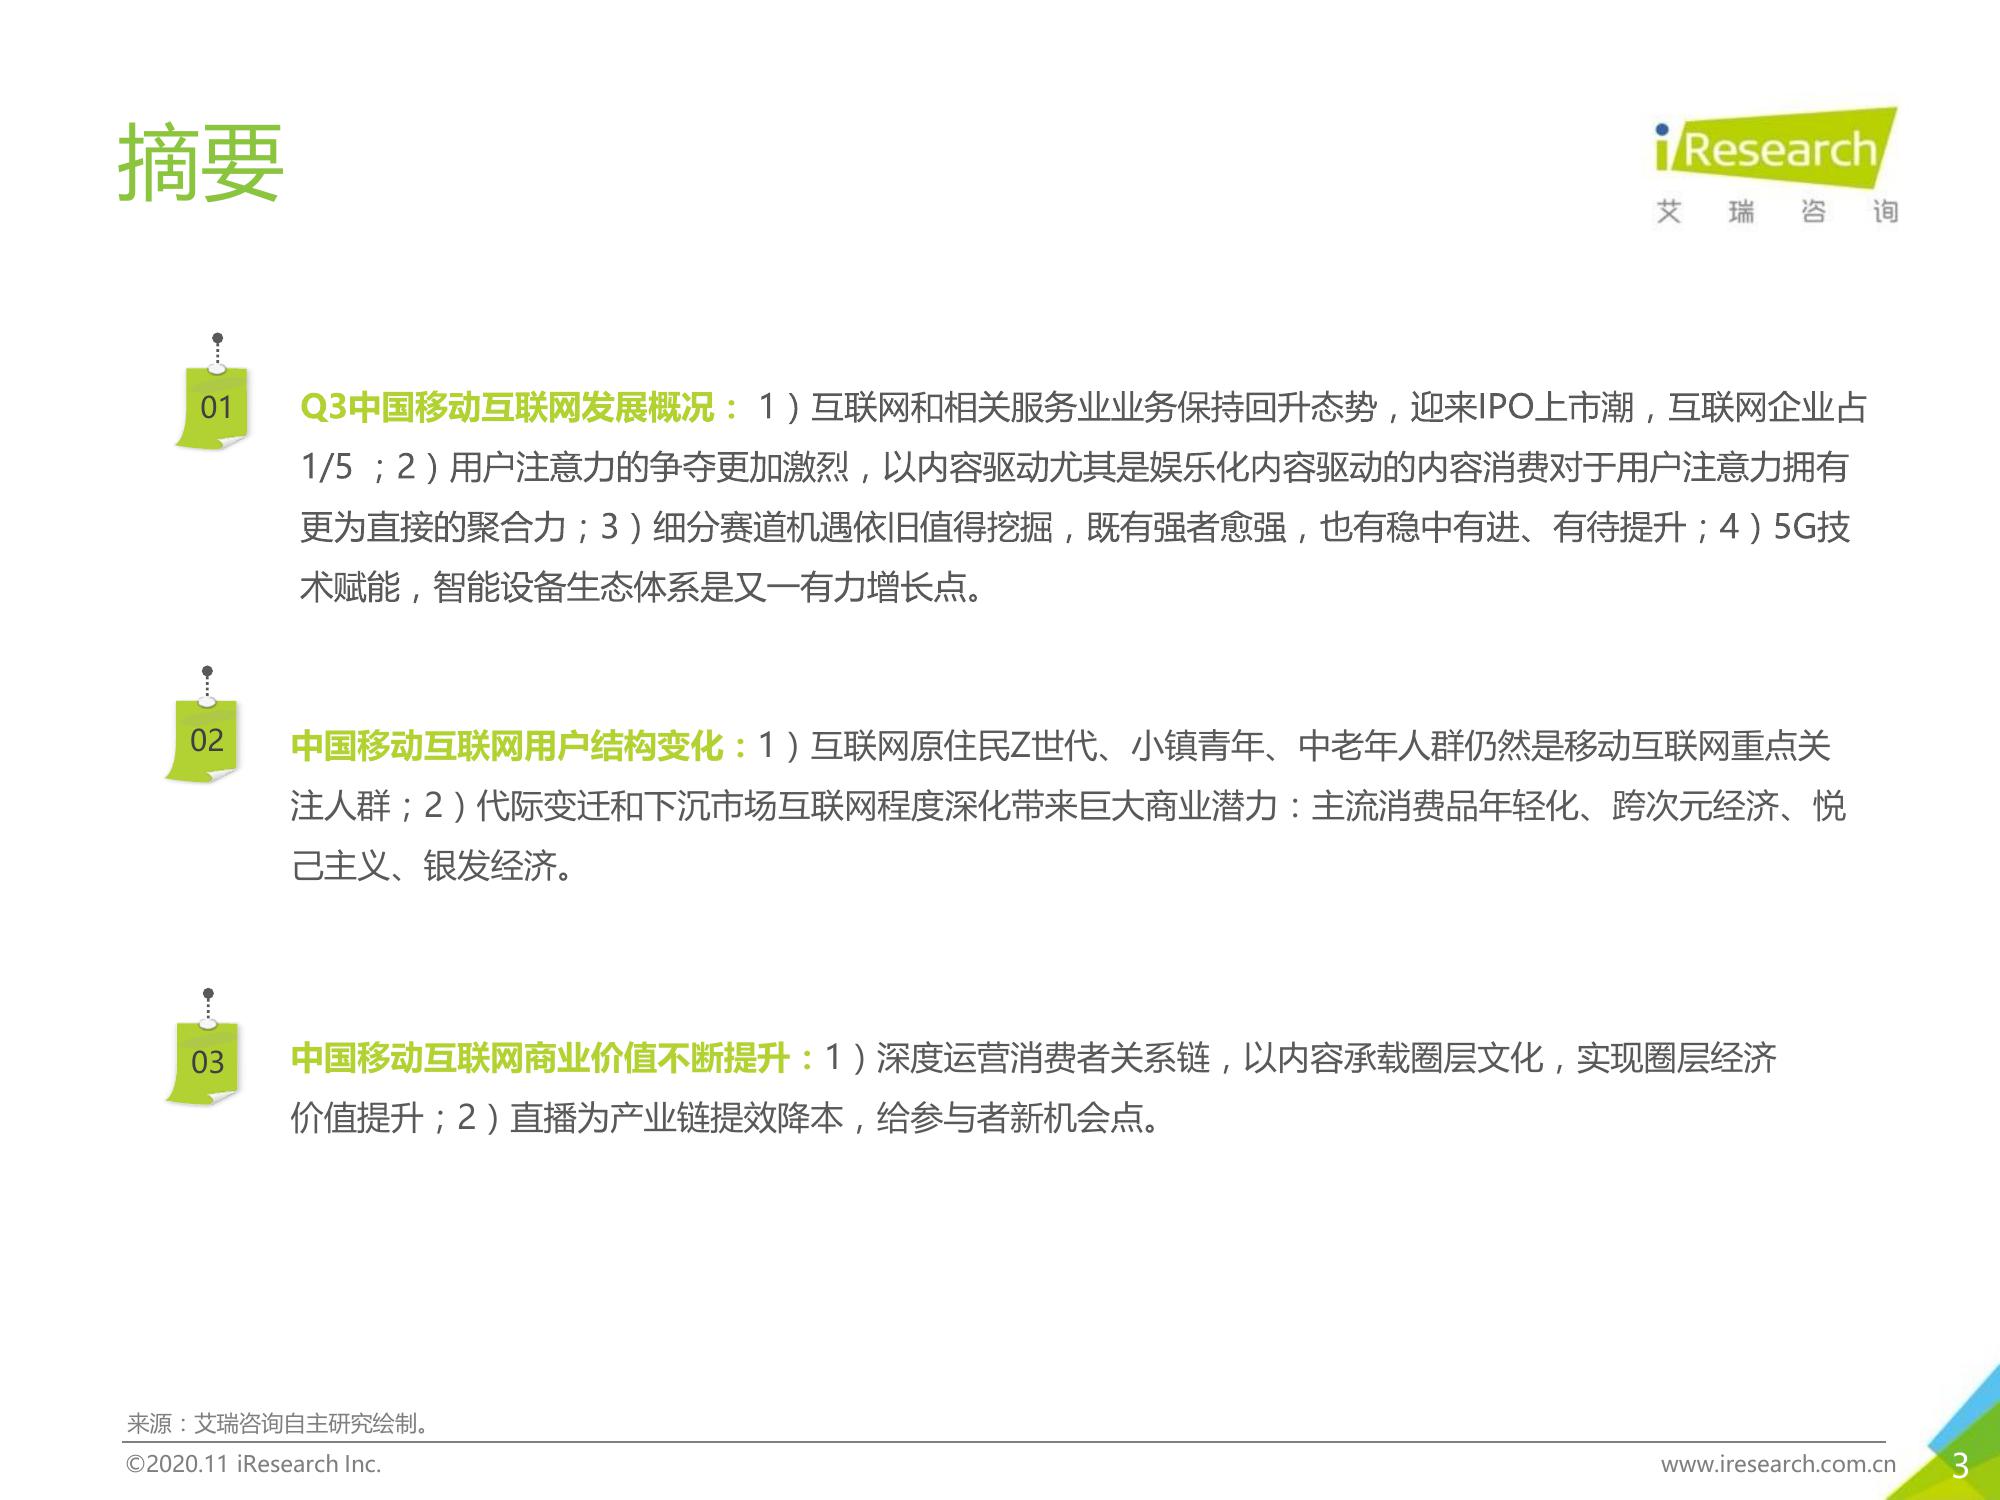 摘要
iResearch
艾瑞咨询
01
Q3中国移动互联网发展概况：1）互联网和相关服务业业务保持回升态势，迎来IPO上市潮，互联网企业占
1/5 ；2）用户注意力的争夺更加激烈，以内容驱动尤其是娱乐化内容驱动的内容消费对于用户注意力拥有
更为直接的聚合力；3）细分赛道机遇依旧值得挖掘，既有强者愈强，也有稳中有进、有待提升；4）5G技
术赋能，智能设备生态体系是又一有力增长点。
02
中国移动互联网用户结构变化：1）互联网原住民Z世代、小镇青年、中老年人群仍然是移动互联网重点关
注人群；2）代际变迁和下沉市场互联网程度深化带来巨大商业潜力：主流消费品年轻化、跨次元经济、悦
己主义、银发经济。
03
中国移动互联网商业价值不断提升：1）深度运营消费者关系链，以内容承载圈层文化，实现圈层经济
价值提升；2）直播为产业链提效降本，给参与者新机会点。
来源：艾瑞咨询自主研究绘制。
©2020.11 iResearch Inc.
www.iresearch.com.cn
3